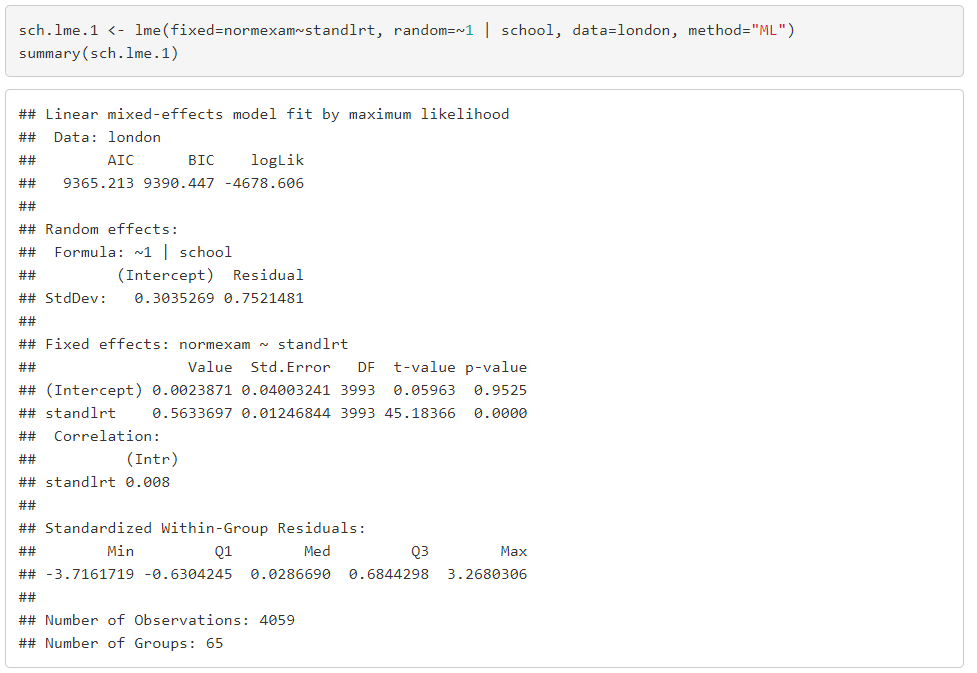 sch.lme.1 <- lme(fixed=normexam~standlrt, random=~1 | school, data=london, method="ML")
summary(sch.lme.1)
## Linear mixed-effects model fit by maximum likelihood
##  Data: london
##        AIC      BIC    logLik
##   9365.213 9390.447 -4678.606
##
## Random effects:
##  Formula: ~1 | school
##         (Intercept)  Residual
## StdDev:   0.3035269 0.7521481
##
## Fixed effects: normexam ~ standlrt
##                 Value  Std.Error   DF  t-value p-value
## (Intercept) 0.0023871 0.04003241 3993  0.05963  0.9525
## standlrt    0.5633697 0.01246844 3993 45.18366  0.0000
##  Correlation:
##          (Intr)
## standlrt 0.008
##
## Standardized Within-Group Residuals:
##        Min         Q1        Med         Q3        Max
## -3.7161719 -0.6304245  0.0286690  0.6844298  3.2680306
##
## Number of Observations: 4059
## Number of Groups: 65